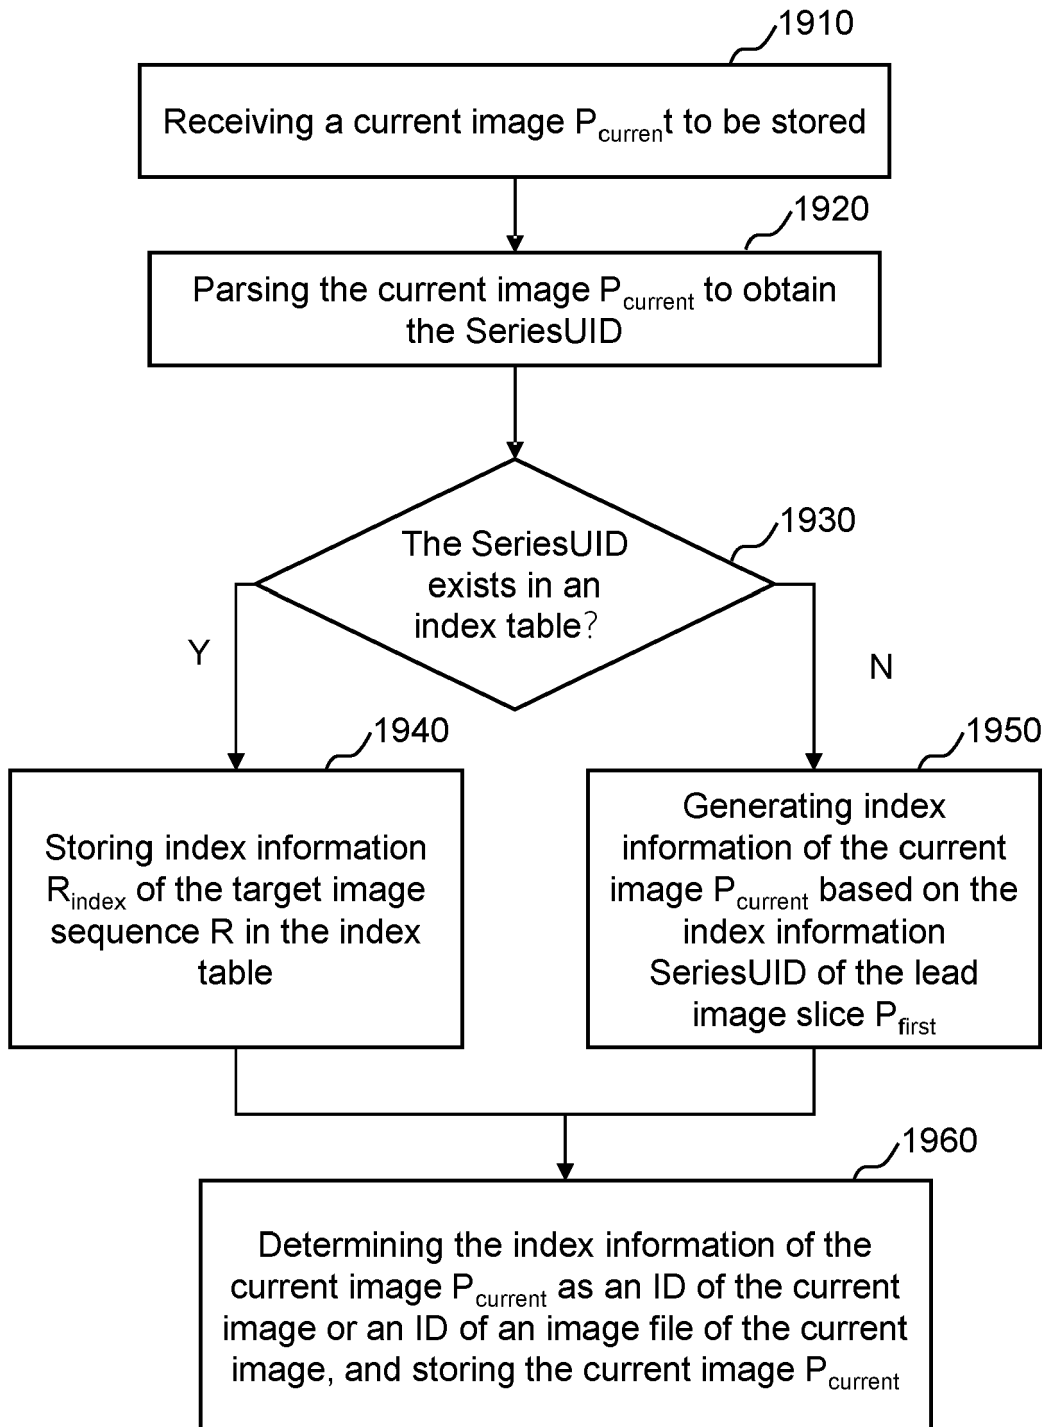 1910
Receiving a current image Pcurrent to be stored
1920
Parsing the current image Pcurrent to obtain
the SeriesUID
1930
The SeriesUID
exists in an
index table?
Y
N
1940
Storing index information
Rindex of the target image
sequence R in the index
table
1950
Generating index
information of the current
image Pcurrent based on the
index information
SeriesUID of the lead
image slice Pfirst
1960
Determining the index information of the
current image Pcurrent as an ID of the current
image or an ID of an image file of the current
image, and storing the current image Pcurrent